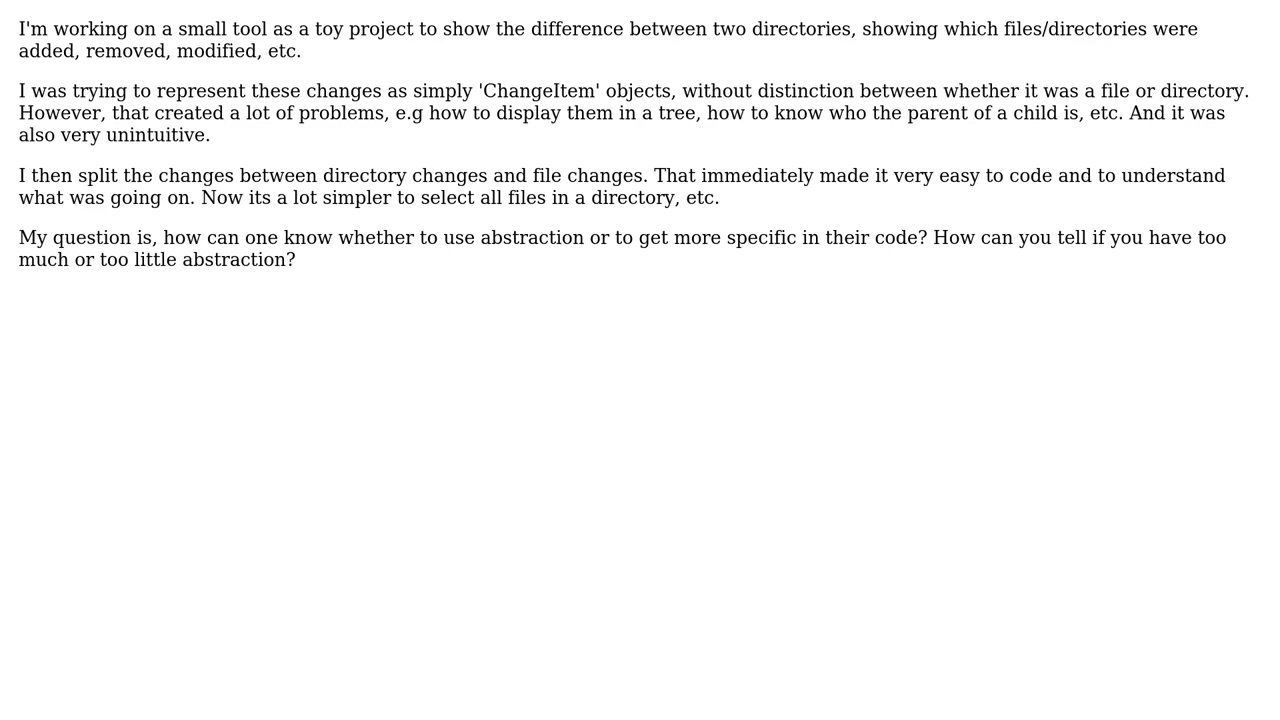 I'm working on a small tool as a toy project to show the difference between two directories, showing which files/directories were
added, removed, modified, etc.
I was trying to represent these changes as simply 'ChangeItem' objects, without distinction between whether it was a file or directory.
However, that created a lot of problems, e.g how to display them in a tree, how to know who the parent of a child is, etc. And it was
also very unintuitive.
I then split the changes between directory changes and file changes. That immediately made it very easy to code and to understand
what was going on. Now its a lot simpler to select all files in a directory, etc.
My question is, how can one know whether to use abstraction or to get more specific in their code? How can you tell if you have too
much or too little abstraction?